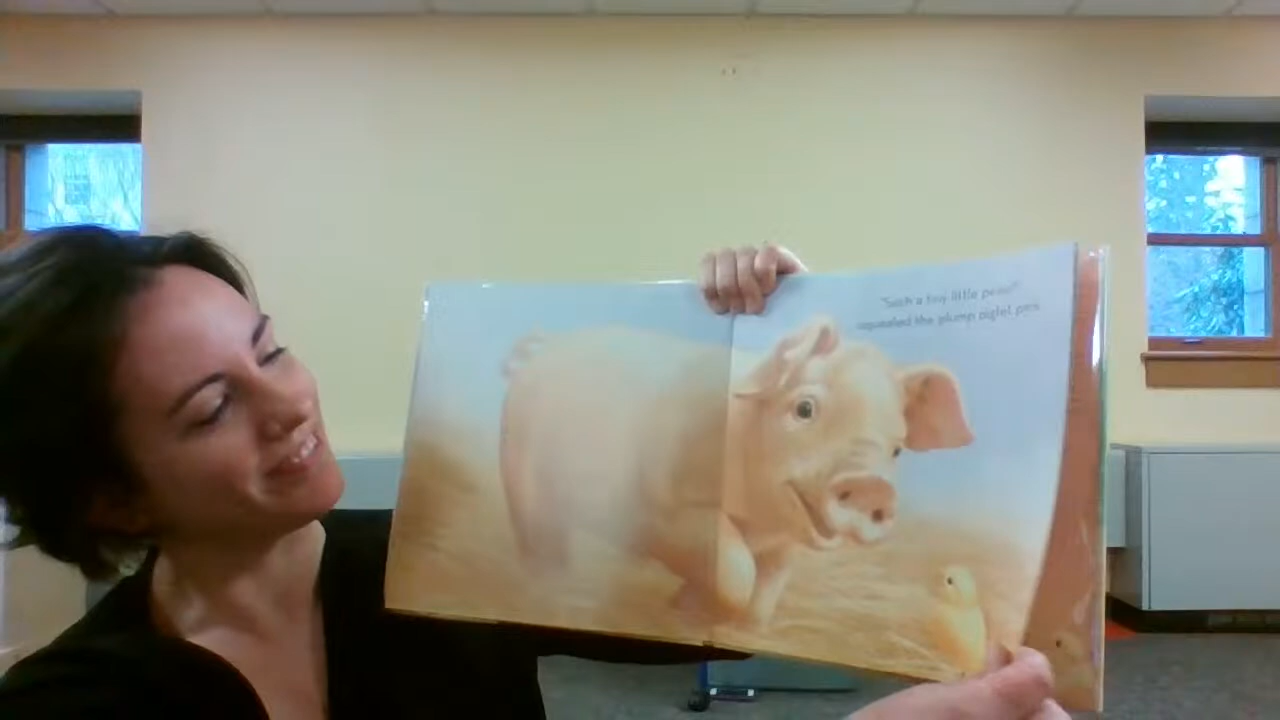 "Such a tiny little peep!"
squealed the plump piglet pink.